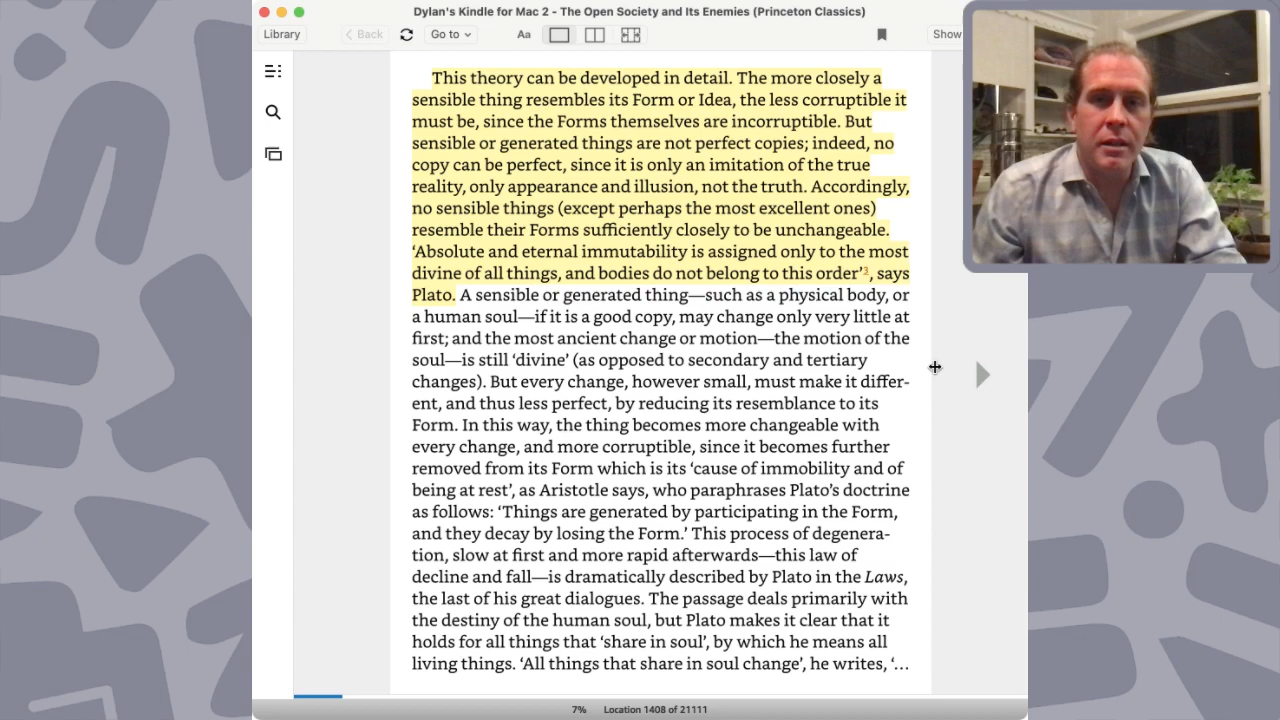 Dylan's Kindle for Mac 2 - The Open Society and Its Enemies (Princeton Classics)
Library
Back
Go to
Aa
Show
This theory can be developed in detail. The more closely a
sensible thing resembles its Form or Idea, the less corruptible it
must be, since the Forms themselves are incorruptible. But
sensible or generated things are not perfect copies; indeed, no
copy can be perfect, since it is only an imitation of the true
reality, only appearance and illusion, not the truth. Accordingly,
no sensible things (except perhaps the most excellent ones)
resemble their Forms sufficiently closely to be unchangeable.
‘Absolute and eternal immutability is assigned only to the most
divine of all things, and bodies do not belong to this order’3, says
Plato. A sensible or generated thing—such as a physical body, or
a human soul—if it is a good copy, may change only very little at
first; and the most ancient change or motion—the motion of the
soul—is still ‘divine’ (as opposed to secondary and tertiary
changes). But every change, however small, must make it differ-
ent, and thus less perfect, by reducing its resemblance to its
Form. In this way, the thing becomes more changeable with
every change, and more corruptible, since it becomes further
removed from its Form which is its ‘cause of immobility and of
being at rest’, as Aristotle says, who paraphrases Plato’s doctrine
as follows: ‘Things are generated by participating in the Form,
and they decay by losing the Form.’ This process of degenera-
tion, slow at first and more rapid afterwards—this law of
decline and fall—is dramatically described by Plato in the Laws,
the last of his great dialogues. The passage deals primarily with
the destiny of the human soul, but Plato makes it clear that it
holds for all things that ‘share in soul’, by which he means all
living things. ‘All things that share in soul change’, he writes, ‘…
7% Location 1408 of 21111